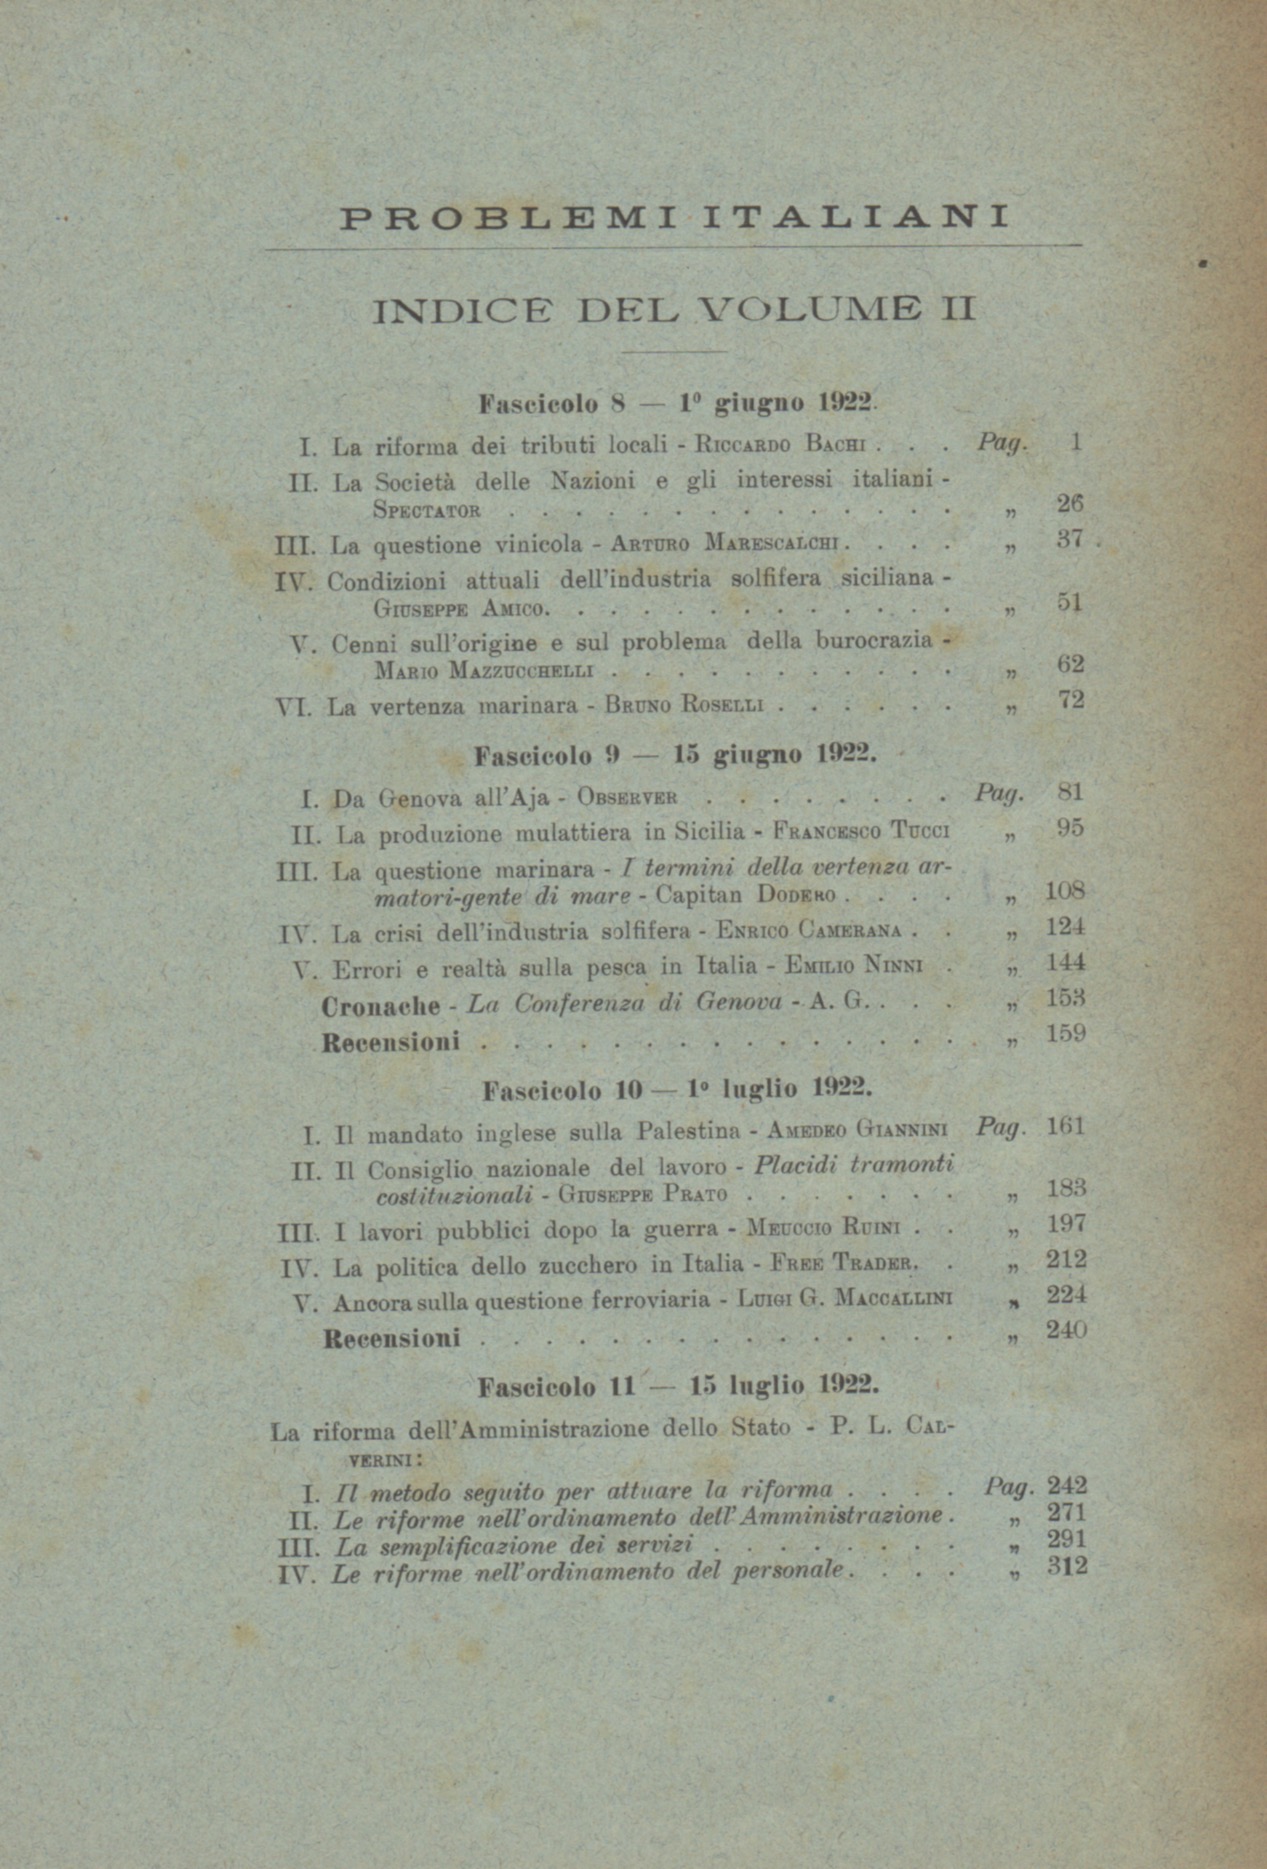 PROBLEMI ITALIANI
INDICE DEL VOLUME II
Fascicolo 8 — 1º giugno 1922.
I. La riforma dei tributi locali - Riccardo Bachi . . . Pag. 1
II. La Società delle Nazioni e gli interessi italiani -
Spectator . . . . . . . . . . . . . . „ 26
III. La questione vinicola - Arturo Marescalchi . . . . „ 37
IV. Condizioni attuali dell'industria solfifera siciliana -
Giuseppe Amico. . . . . . . . . . . . . „ 51
V. Cenni sull'origine e sul problema della burocrazia -
Mario Mazzucchelli . . . . . . . . . . . „ 62
VI. La vertenza marinara - Bruno Roselli . . . . . . „ 72
Fascicolo 9 — 15 giugno 1922.
I. Da Genova all'Aja - Observer . . . . . . . . Pag. 81
II. La produzione mulattiera in Sicilia - Francesco Tucci „ 95
III. La questione marinara - I termini della vertenza ar-
matori-gente di mare - Capitan Dodero . . . . „ 108
IV. La crisi dell'industria solfifera - Enrico Camerana . . „ 124
V. Errori e realtà sulla pesca in Italia - Emilio Ninni . „ 144
Cronache - La Conferenza di Genova - A. G. . . . „ 153
Recensioni . . . . . . . . . . . . . . . . „ 159
Fascicolo 10 — 1º luglio 1922.
I. Il mandato inglese sulla Palestina - Amedeo Giannini Pag. 161
II. Il Consiglio nazionale del lavoro - Placidi tramonti
costituzionali - Giuseppe Prato . . . . . . . „ 183
III. I lavori pubblici dopo la guerra - Meuccio Ruini . . „ 197
IV. La politica dello zucchero in Italia - Free Trader. . „ 212
V. Ancora sulla questione ferroviaria - Luigi G. Maccallini „ 224
Recensioni . . . . . . . . . . . . . . . „ 240
Fascicolo 11 — 15 luglio 1922.
La riforma dell'Amministrazione dello Stato - P. L. Cal-
verini:
I. Il metodo seguito per attuare la riforma . . . . Pag. 242
II. Le riforme nell'ordinamento dell'Amministrazione . „ 271
III. La semplificazione dei servizi . . . . . . . . „ 291
IV. Le riforme nell'ordinamento del personale . . . . „ 312